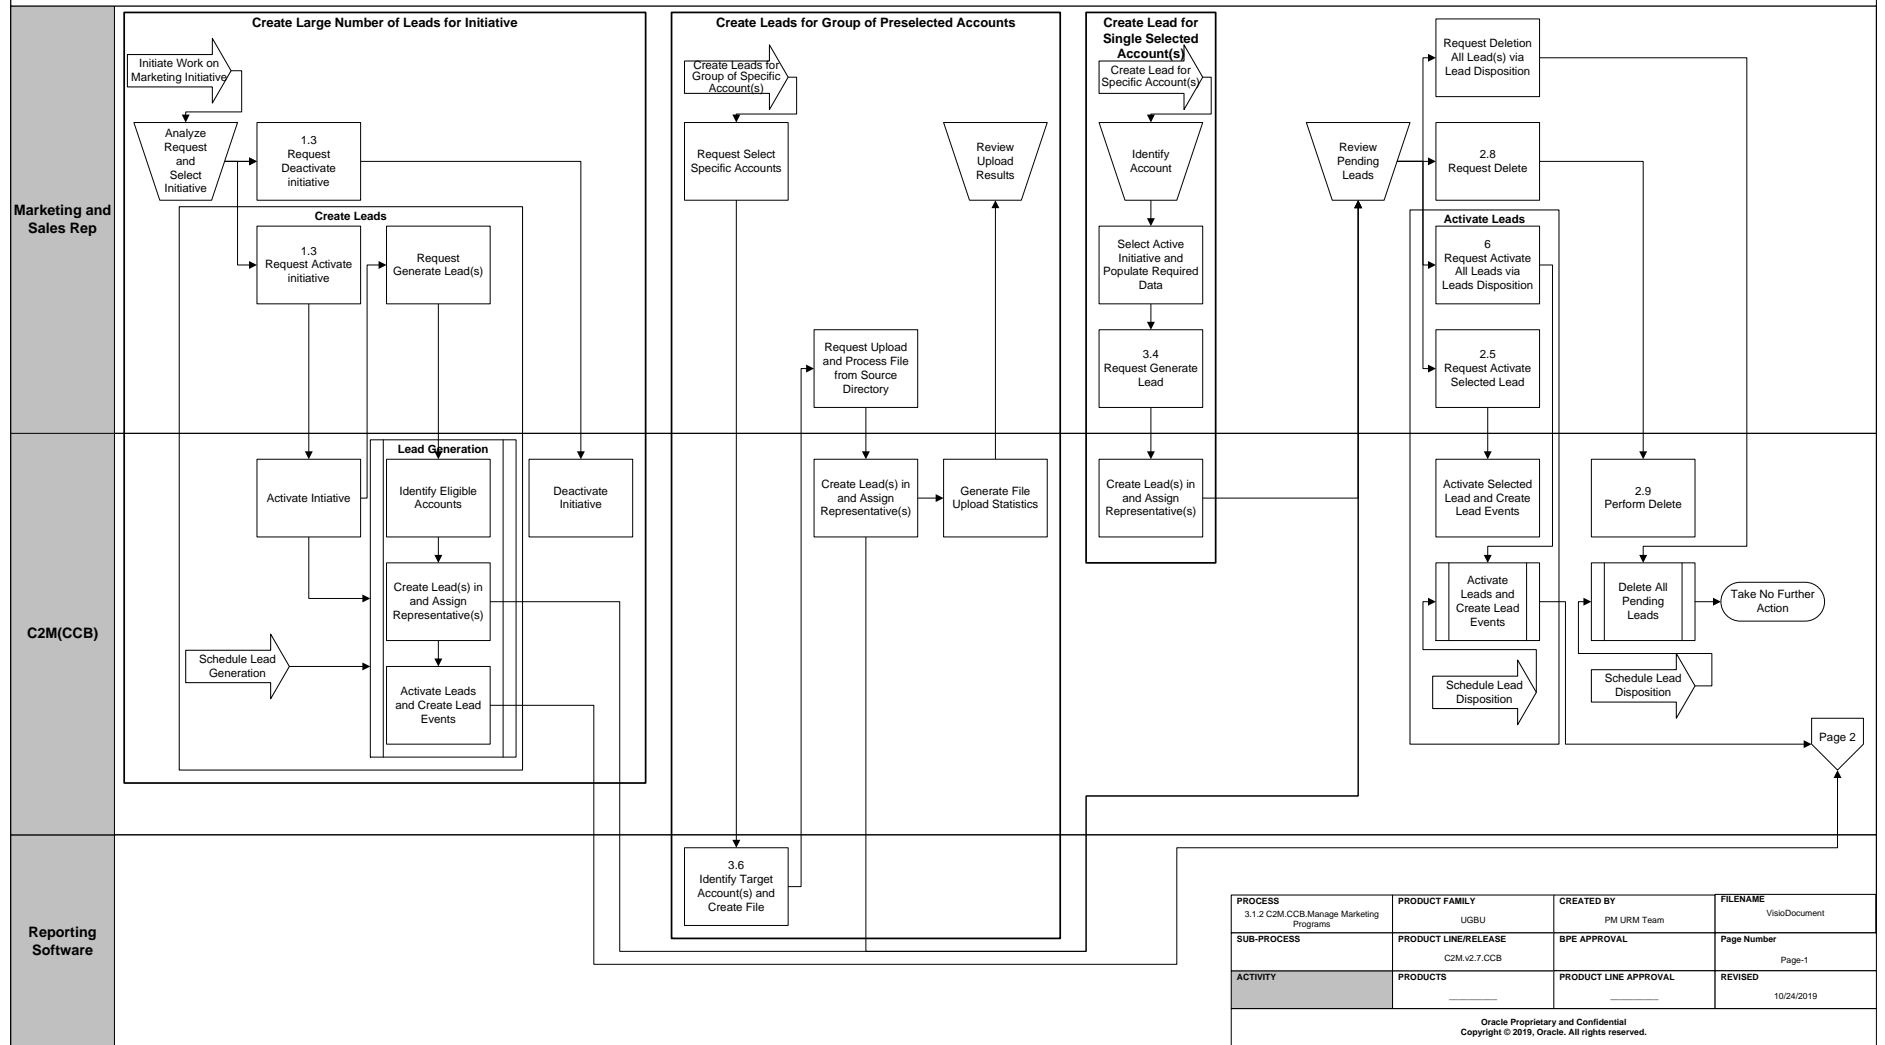 Create Large Number of Leads for Initiative
Create Leads for Group of Preselected Accounts
Create Lead for
Single Selected
Account(s)
Marketing and
Sales Rep
Initiate Work on
Marketing Initiative
Analyze
Request
and
Select
Initiative
1.3
Request
Deactivate
initiative
Create Leads
1.3
Request Activate
initiative
Request
Generate Lead(s)
Create Leads for
Group of Specific
Account(s)
Request Select
Specific Accounts
Review
Upload
Results
Request Upload
and Process File
from Source
Directory
Create Lead for
Specific Account(s)
Identify
Account
Select Active
Initiative and
Populate Required
Data
3.4
Request Generate
Lead
Review
Pending
Leads
Request Deletion
All Lead(s) via
Lead Disposition
2.8
Request Delete
Activate Leads
6
Request Activate
All Leads via
Leads Disposition
2.5
Request Activate
Selected Lead
C2M(CCB)
Activate Intiative
Lead Generation
Identify Eligible
Accounts
Create Lead(s) in
and Assign
Representative(s)
Activate Leads
and Create Lead
Events
Schedule Lead
Generation
Deactivate
Initiative
Create Lead(s) in
and Assign
Representative(s)
Generate File
Upload Statistics
Create Lead(s) in
and Assign
Representative(s)
Activate Selected
Lead and Create
Lead Events
2.9
Perform Delete
Activate
Leads and
Create Lead
Events
Delete All
Pending
Leads
Take No Further
Action
Schedule Lead
Disposition
Schedule Lead
Disposition
Page 2
Reporting
Software
3.6
Identify Target
Account(s) and
Create File
PROCESS
3.1.2 C2M.CCB.Manage Marketing
Programs
PRODUCT FAMILY
UGBU
CREATED BY
PM URM Team
FILENAME
VisioDocument
SUB-PROCESS
PRODUCT LINE/RELEASE
C2M.v2.7.CCB
BPE APPROVAL
Page Number
Page-1
ACTIVITY
PRODUCTS
PRODUCT LINE APPROVAL
REVISED
10/24/2019
Oracle Proprietary and Confidential
Copyright © 2019, Oracle. All rights reserved.